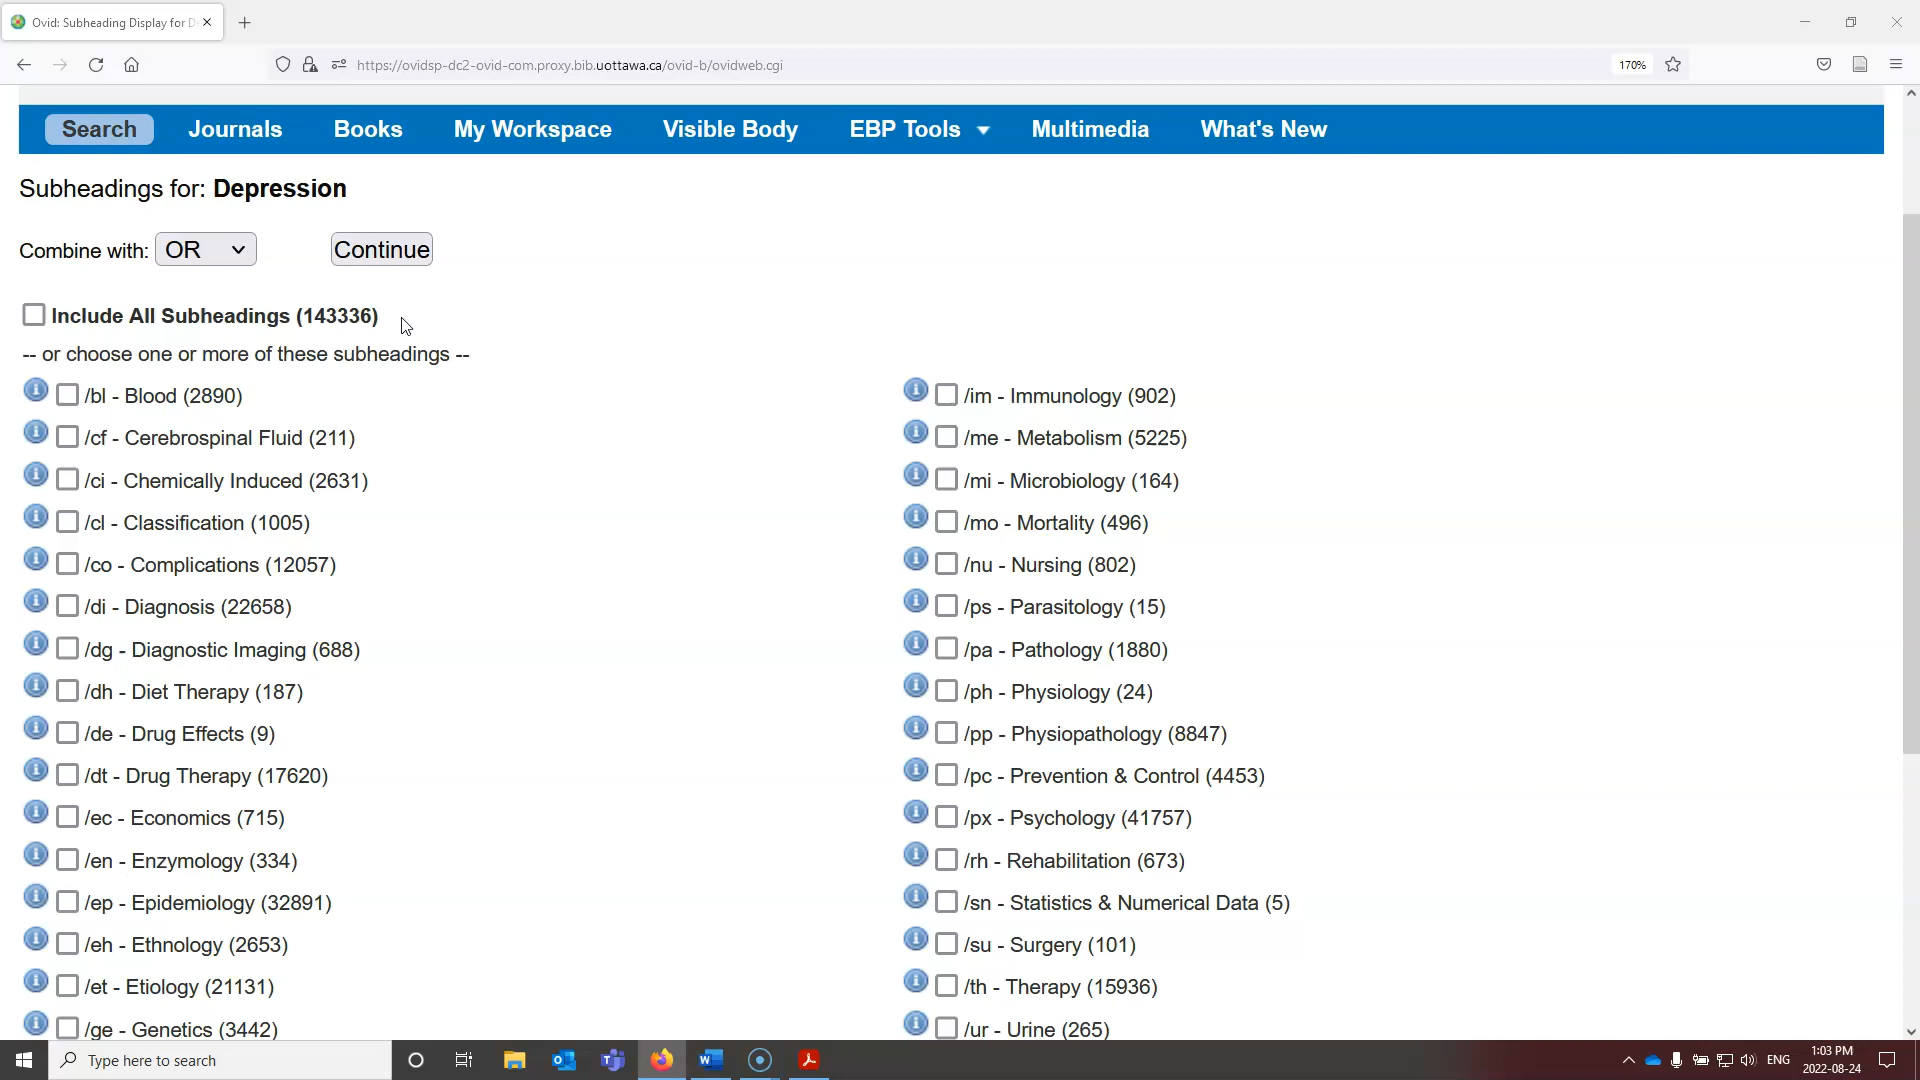 Ovid: Subheading Display for D
https://ovidsp-dc2-ovid-com.proxy.bib.uottawa.ca/ovid-b/ovidweb.cgi
170%
Search Journals Books My Workspace Visible Body EBP Tools Multimedia What's New
Subheadings for: Depression
Combine with: OR Continue
Include All Subheadings (143336)
-- or choose one or more of these subheadings --
/bl - Blood (2890)
/cf - Cerebrospinal Fluid (211)
/ci - Chemically Induced (2631)
/cl - Classification (1005)
/co - Complications (12057)
/di - Diagnosis (22658)
/dg - Diagnostic Imaging (688)
/dh - Diet Therapy (187)
/de - Drug Effects (9)
/dt - Drug Therapy (17620)
/ec - Economics (715)
/en - Enzymology (334)
/ep - Epidemiology (32891)
/eh - Ethnology (2653)
/et - Etiology (21131)
/ge - Genetics (3442)
/im - Immunology (902)
/me - Metabolism (5225)
/mi - Microbiology (164)
/mo - Mortality (496)
/nu - Nursing (802)
/ps - Parasitology (15)
/pa - Pathology (1880)
/ph - Physiology (24)
/pp - Physiopathology (8847)
/pc - Prevention & Control (4453)
/px - Psychology (41757)
/rh - Rehabilitation (673)
/sn - Statistics & Numerical Data (5)
/su - Surgery (101)
/th - Therapy (15936)
/ur - Urine (265)
Type here to search
ENG
1:03 PM
2022-08-24